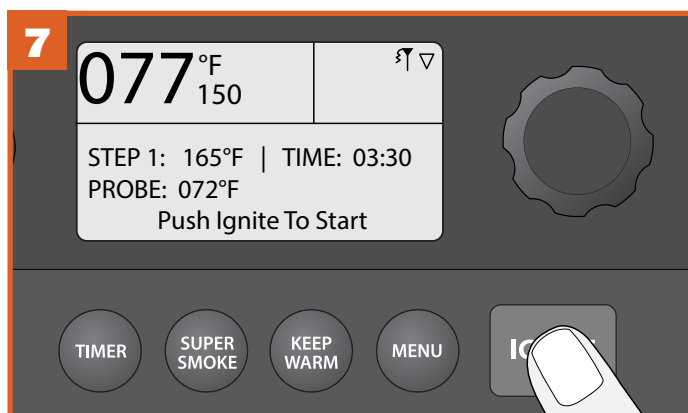 7
077°F
150
STEP 1: 165°F | TIME: 03:30
PROBE: 072°F
Push Ignite To Start
TIMER
SUPER
SMOKE
KEEP
WARM
MENU